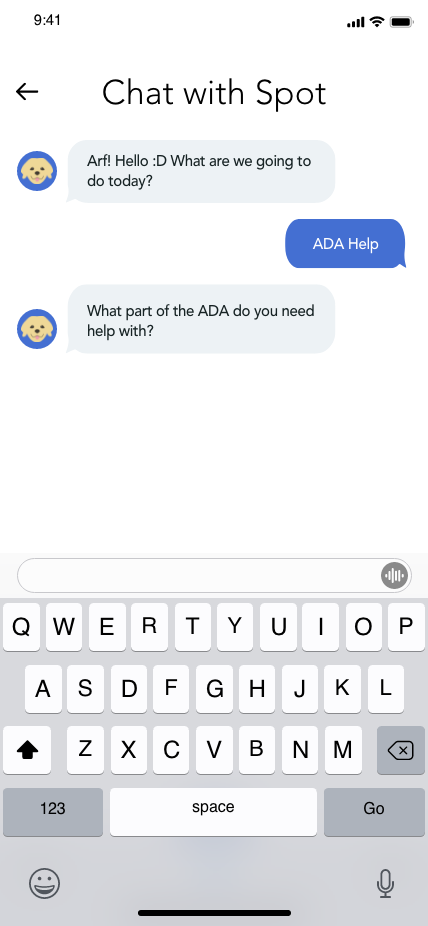 9:41
Chat with Spot
Arf! Hello :D What are we going to
do today?
ADA Help
What part of the ADA do you need
help with?
Q W E R T Y U I O P
A S D F G H J K L
Z X C V B N M
123 space Go